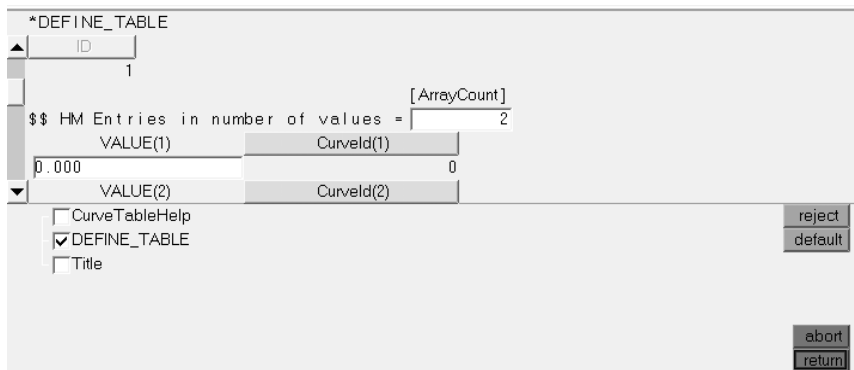 *DEFINE_TABLE
ID
1
[ArrayCount]
$$ HM Entries in number of values = 2
VALUE(1) CurveId(1)
0.000 0
VALUE(2) CurveId(2)
CurveTableHelp reject
DEFINE_TABLE default
Title
abort
return